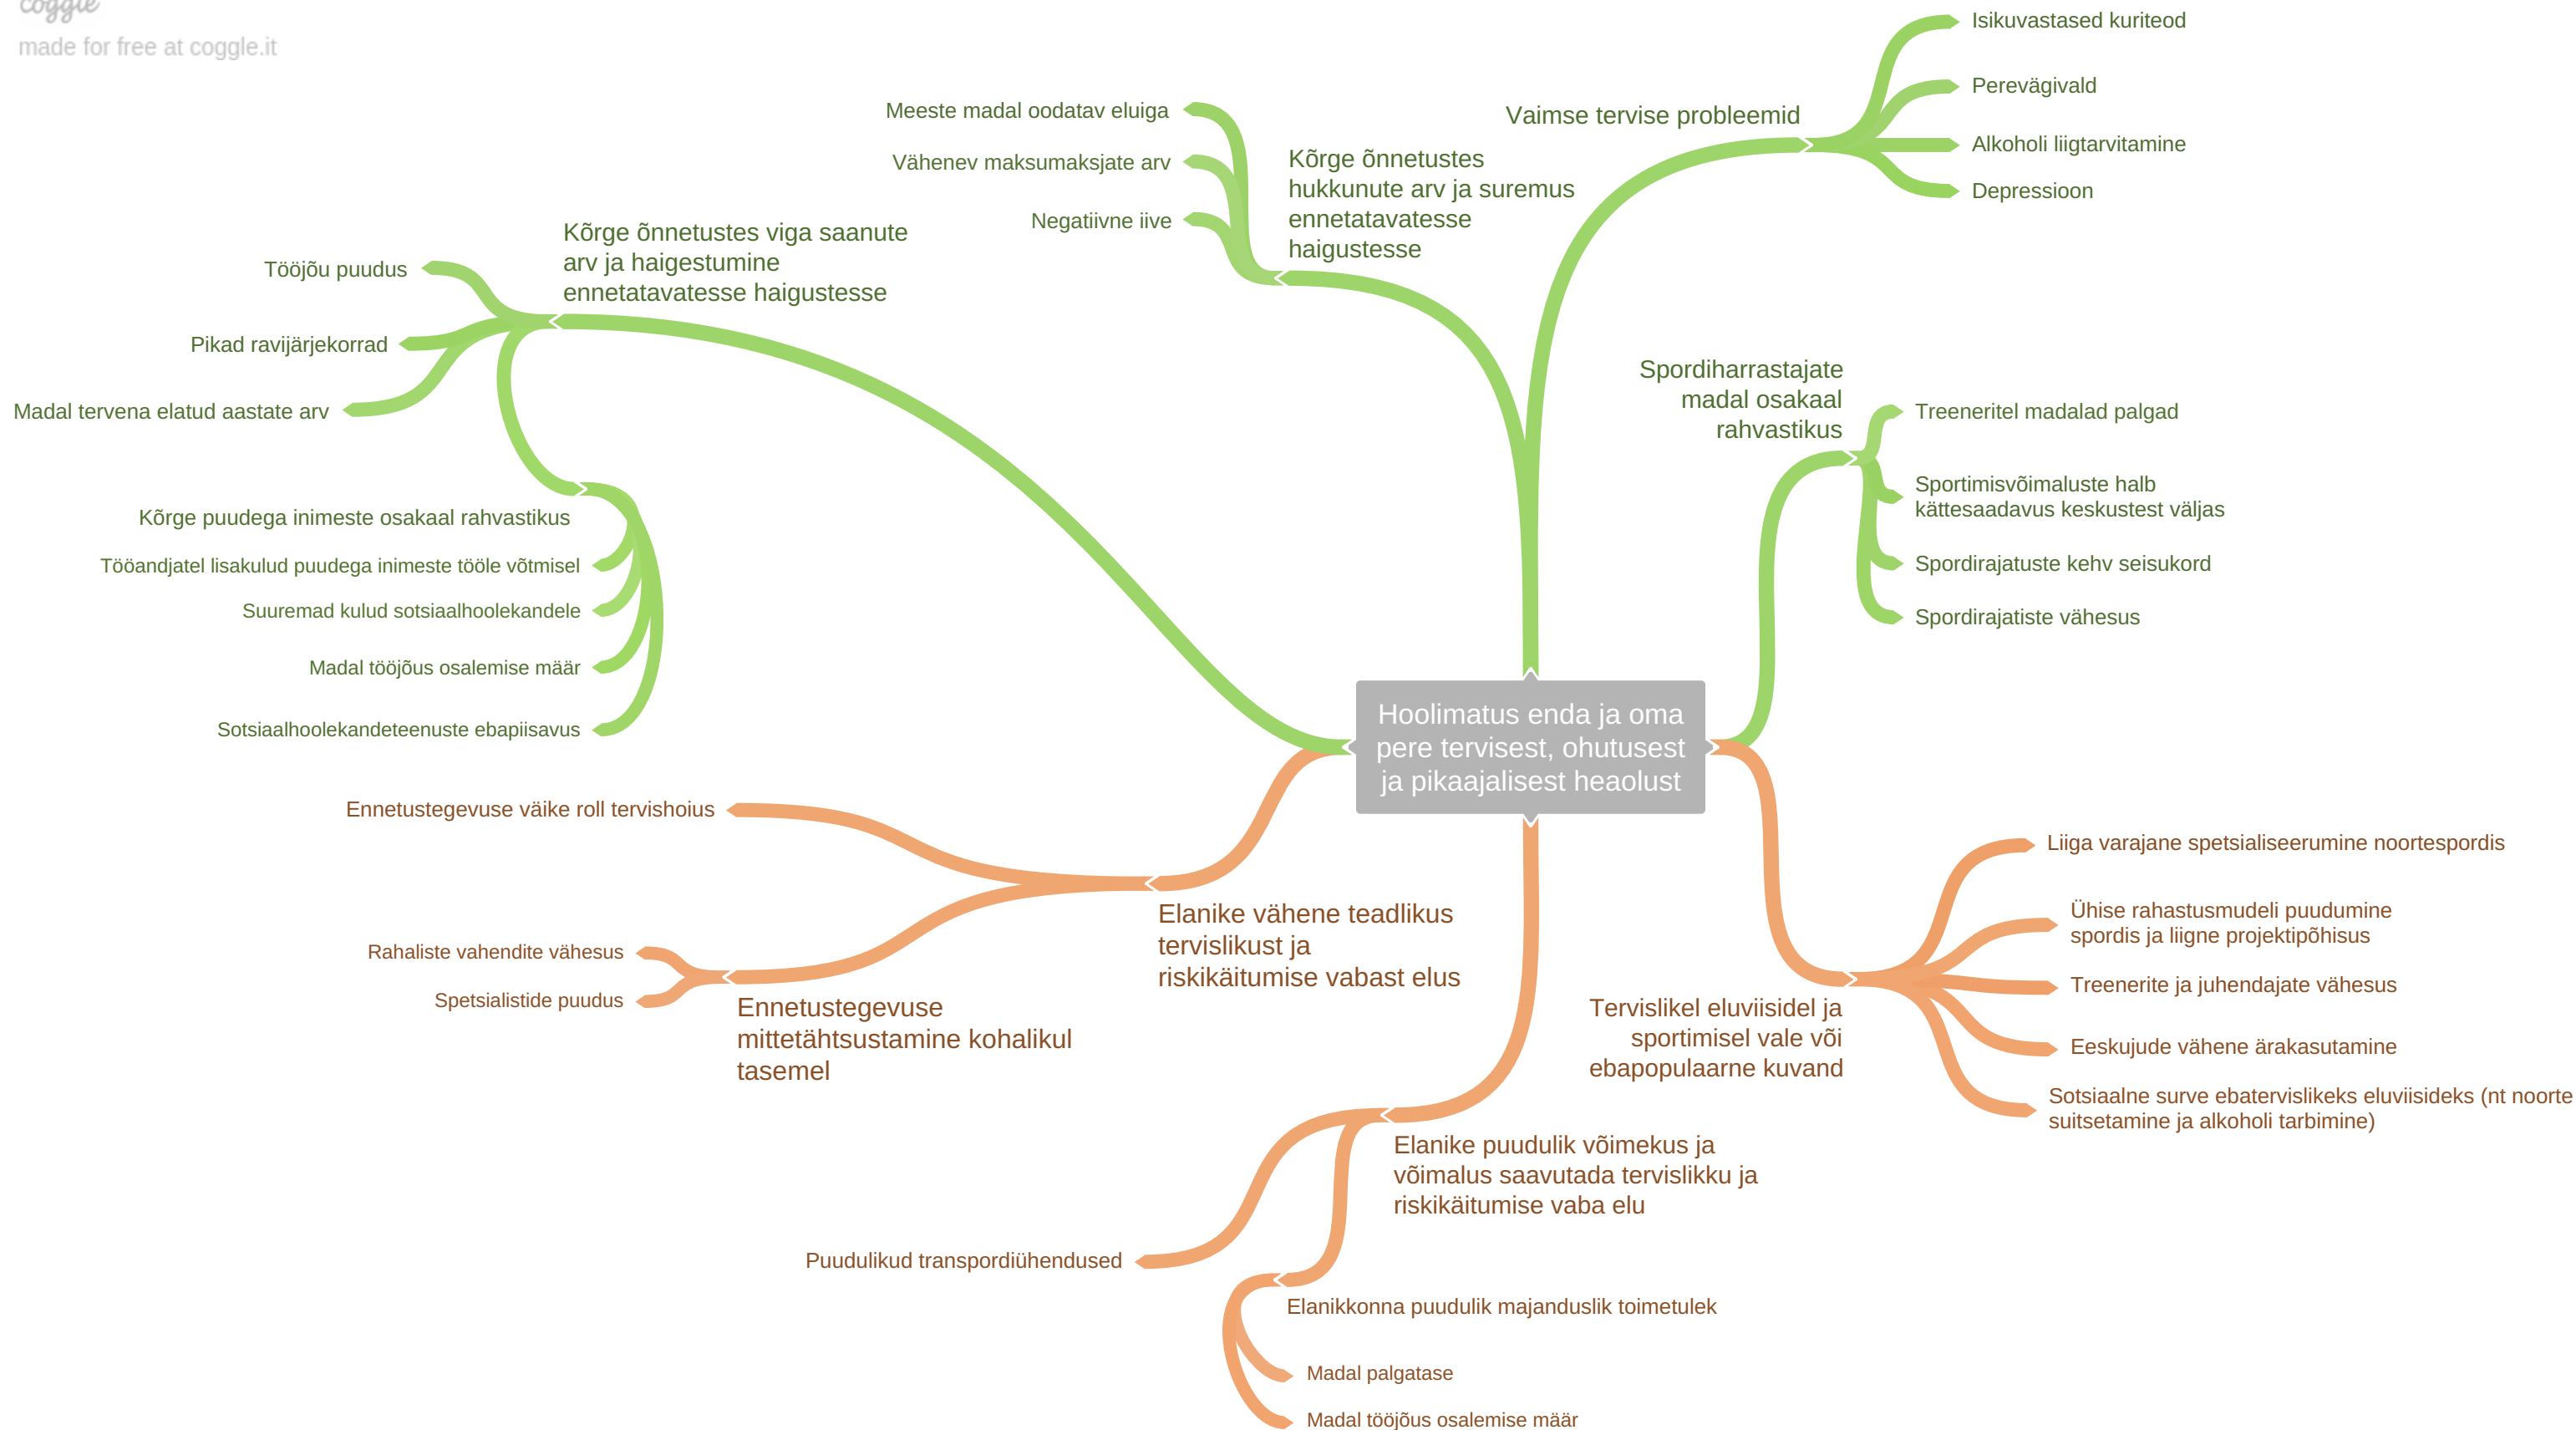 coggle
made for free at coggle.it
Isikuvastased kuriteod
Perevägivald
Alkoholi liigtarvitamine
Depressioon
Vaimse tervise probleemid
Meeste madal oodatav eluiga
Vähenev maksumaksjate arv
Negatiivne iive
Kõrge õnnetustes
hukkunute arv ja suremus
ennetatavatesse
haigustesse
Kõrge õnnetustes viga saanute
arv ja haigestumine
ennetatavatesse haigustesse
Tööjõu puudus
Pikad ravijärjekorrad
Madal tervena elatud aastate arv
Kõrge puudega inimeste osakaal rahvastikus
Tööandjatel lisakulud puudega inimeste tööle võtmisel
Suuremad kulud sotsiaalhoolekandele
Madal tööjõus osalemise määr
Sotsiaalhoolekandeteenuste ebapiisavus
Spordiharrastajate
madal osakaal
rahvastikus
Treeneritel madalad palgad
Sportimisvõimaluste halb
kättesaadavus keskustest väljas
Spordirajatuste kehv seisukord
Spordirajatiste vähesus
Hoolimatus enda ja oma
pere tervisest, ohutusest
ja pikaajalisest heaolust
Ennetustegevuse väike roll tervishoius
Elanike vähene teadlikus
tervislikust ja
riskikäitumise vabast elus
Rahaliste vahendite vähesus
Spetsialistide puudus
Ennetustegevuse
mittetähtsustamine kohalikul
tasemel
Liiga varajane spetsialiseerumine noortespordis
Ühise rahastusmudeli puudumine
spordis ja liigne projektipõhisus
Treenerite ja juhendajate vähesus
Eeskujude vähene ärakasutamine
Sotsiaalne surve ebatervislikeks eluviisideks (nt noorte
suitsetamine ja alkoholi tarbimine)
Tervislikel eluviisidel ja
sportimisel vale või
ebapopulaarne kuvand
Elanike puudulik võimekus ja
võimalus saavutada tervislikku ja
riskikäitumise vaba elu
Puudulikud transpordiühendused
Elanikkonna puudulik majanduslik toimetulek
Madal palgatase
Madal tööjõus osalemise määr